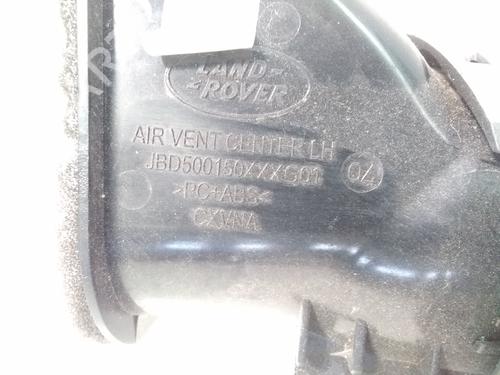 LAND-
-ROVER
AIR VENT CENTER LH
JBD500150XXXG01
04
>PC+ABS<
CXVNA